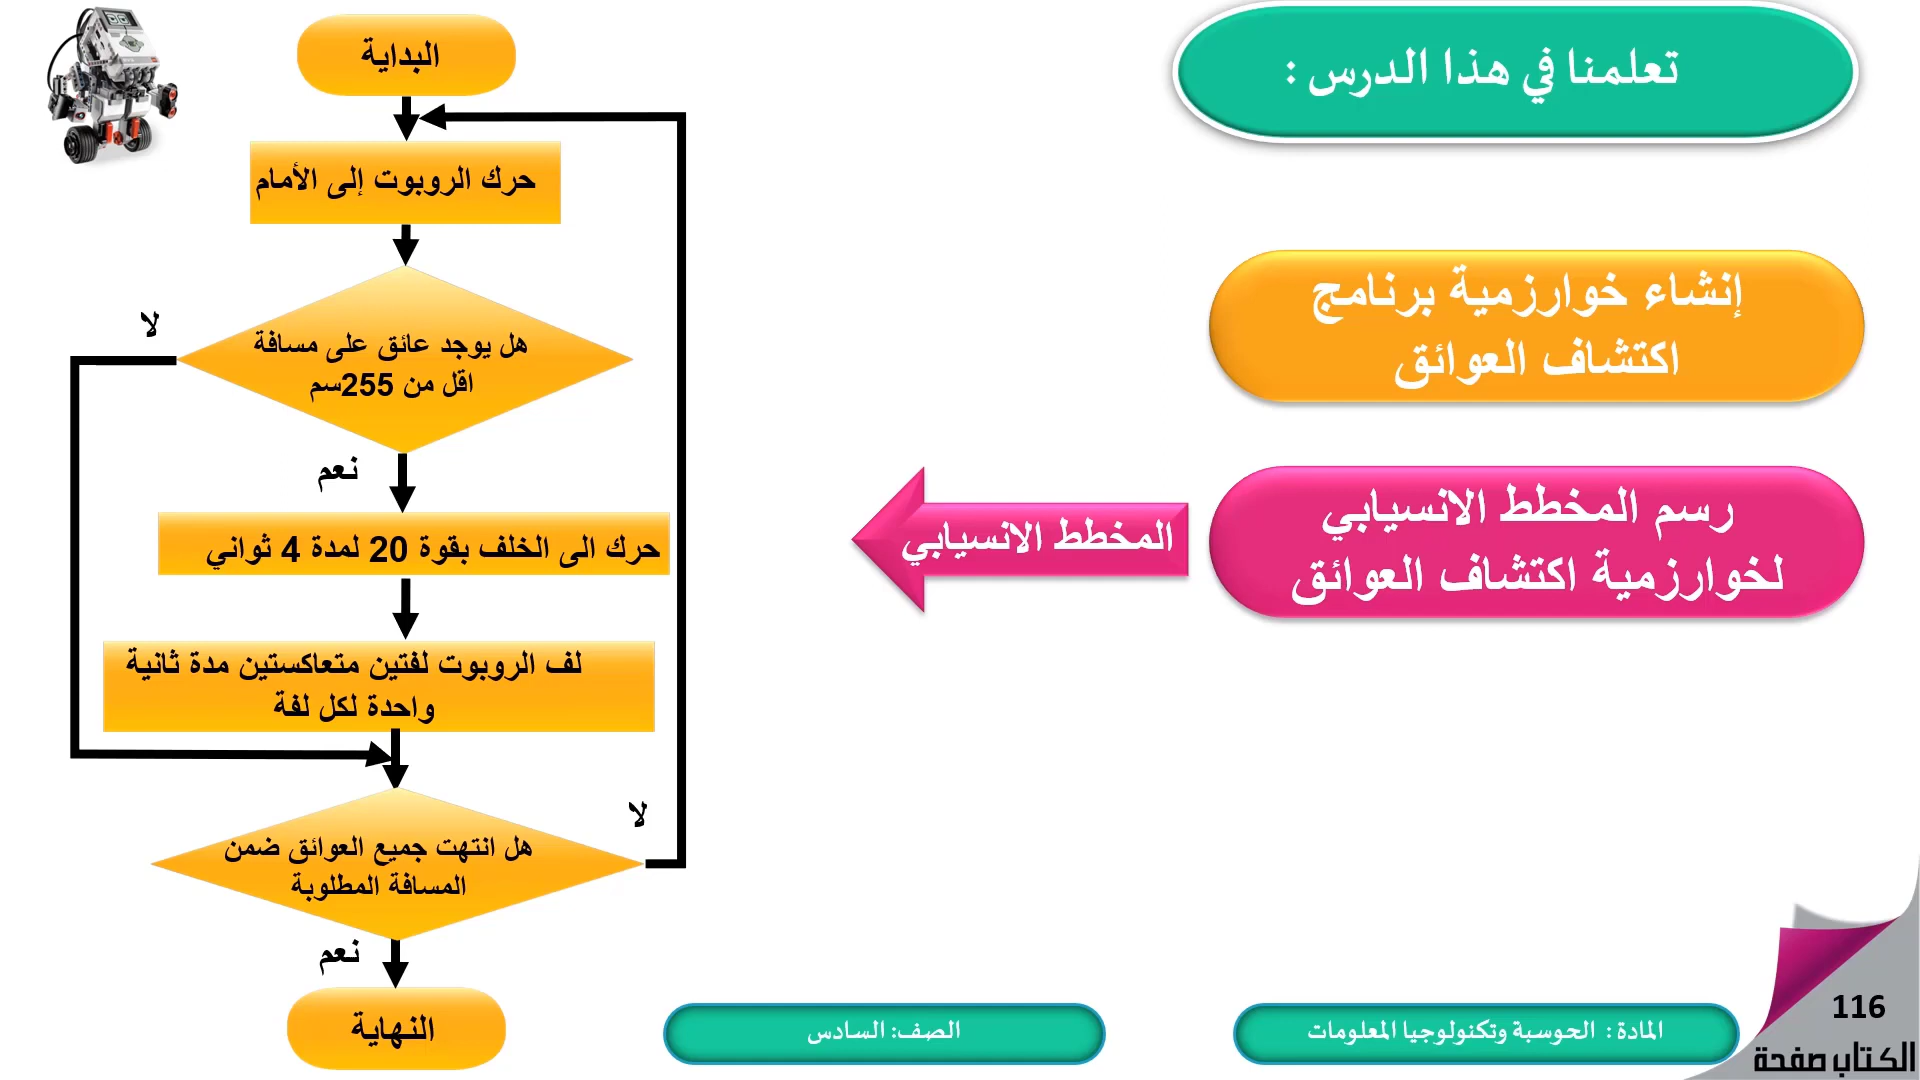 تعلمنا في هذا الدرس :
إنشاء خوارزمية برنامج
اكتشاف العوائق
رسم المخطط الانسيابي
لخوارزمية اكتشاف العوائق
المخطط الانسيابي
البداية
حرك الروبوت إلى الأمام
هل يوجد عائق على مسافة
اقل من 255سم
لا
نعم
حرك الى الخلف بقوة 20 لمدة 4 ثواني
لف الروبوت لفتين متعاكستين مدة ثانية
واحدة لكل لفة
هل انتهت جميع العوائق ضمن
المسافة المطلوبة
لا
نعم
النهاية
المادة : الحوسبة وتكنولوجيا المعلومات
الصف: السادس
116
الكتاب صفحة